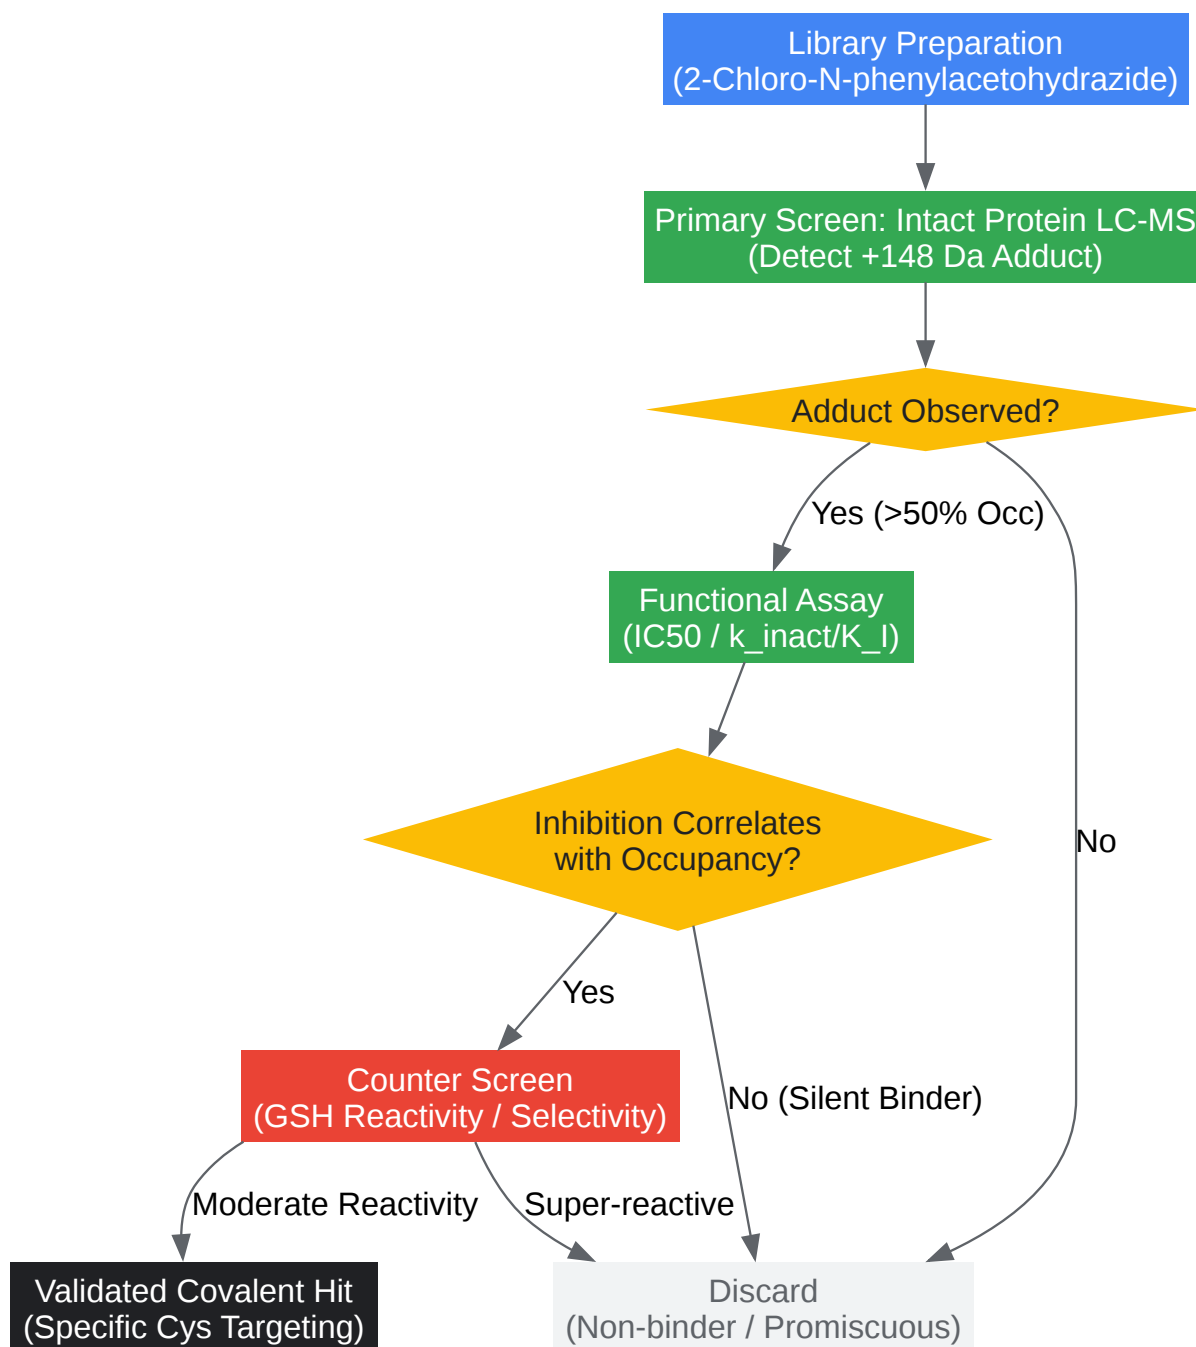 Library Preparation
(2-Chloro-N-phenylacetohydrazide)
Primary Screen: Intact Protein LC-MS
(Detect +148 Da Adduct)
Adduct Observed?
Yes (>50% Occ)
Functional Assay
(IC50 / k_inact/K_I)
Inhibition Correlates
with Occupancy?
No
Yes
Counter Screen
(GSH Reactivity / Selectivity)
No (Silent Binder)
Moderate Reactivity
Super-reactive
Validated Covalent Hit
(Specific Cys Targeting)
Discard
(Non-binder / Promiscuous)